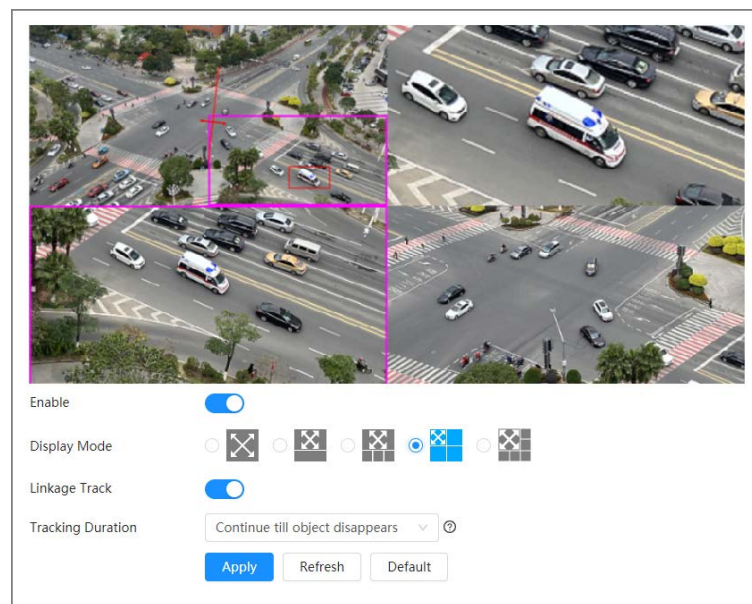 Enable
Display Mode
Linkage Track
Tracking Duration Continue till object disappears
Apply Refresh Default